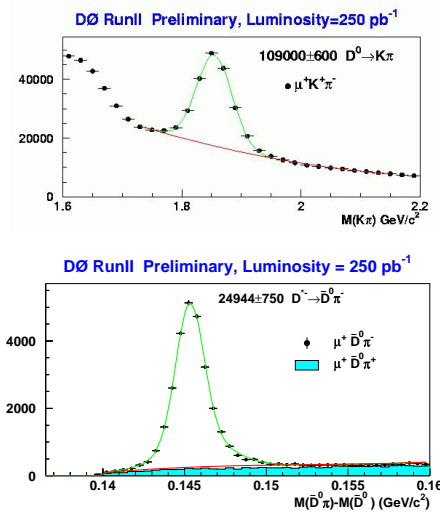 DØ RunII Preliminary, Luminosity=250 pb⁻¹
109000±600 D⁰→Kπ
μ⁺K⁺π⁻
40000
20000
0
1.6 1.8 2 2.2
M(Kπ) GeV/c²
DØ RunII Preliminary, Luminosity = 250 pb⁻¹
24944±750 D*⁻→D̄⁰π⁻
μ⁺ D̄⁰π⁻
μ⁺ D̄⁰π⁺
4000
2000
0
0.14 0.145 0.15 0.155 0.16
M(D̄⁰π)-M(D̄⁰) (GeV/c²)